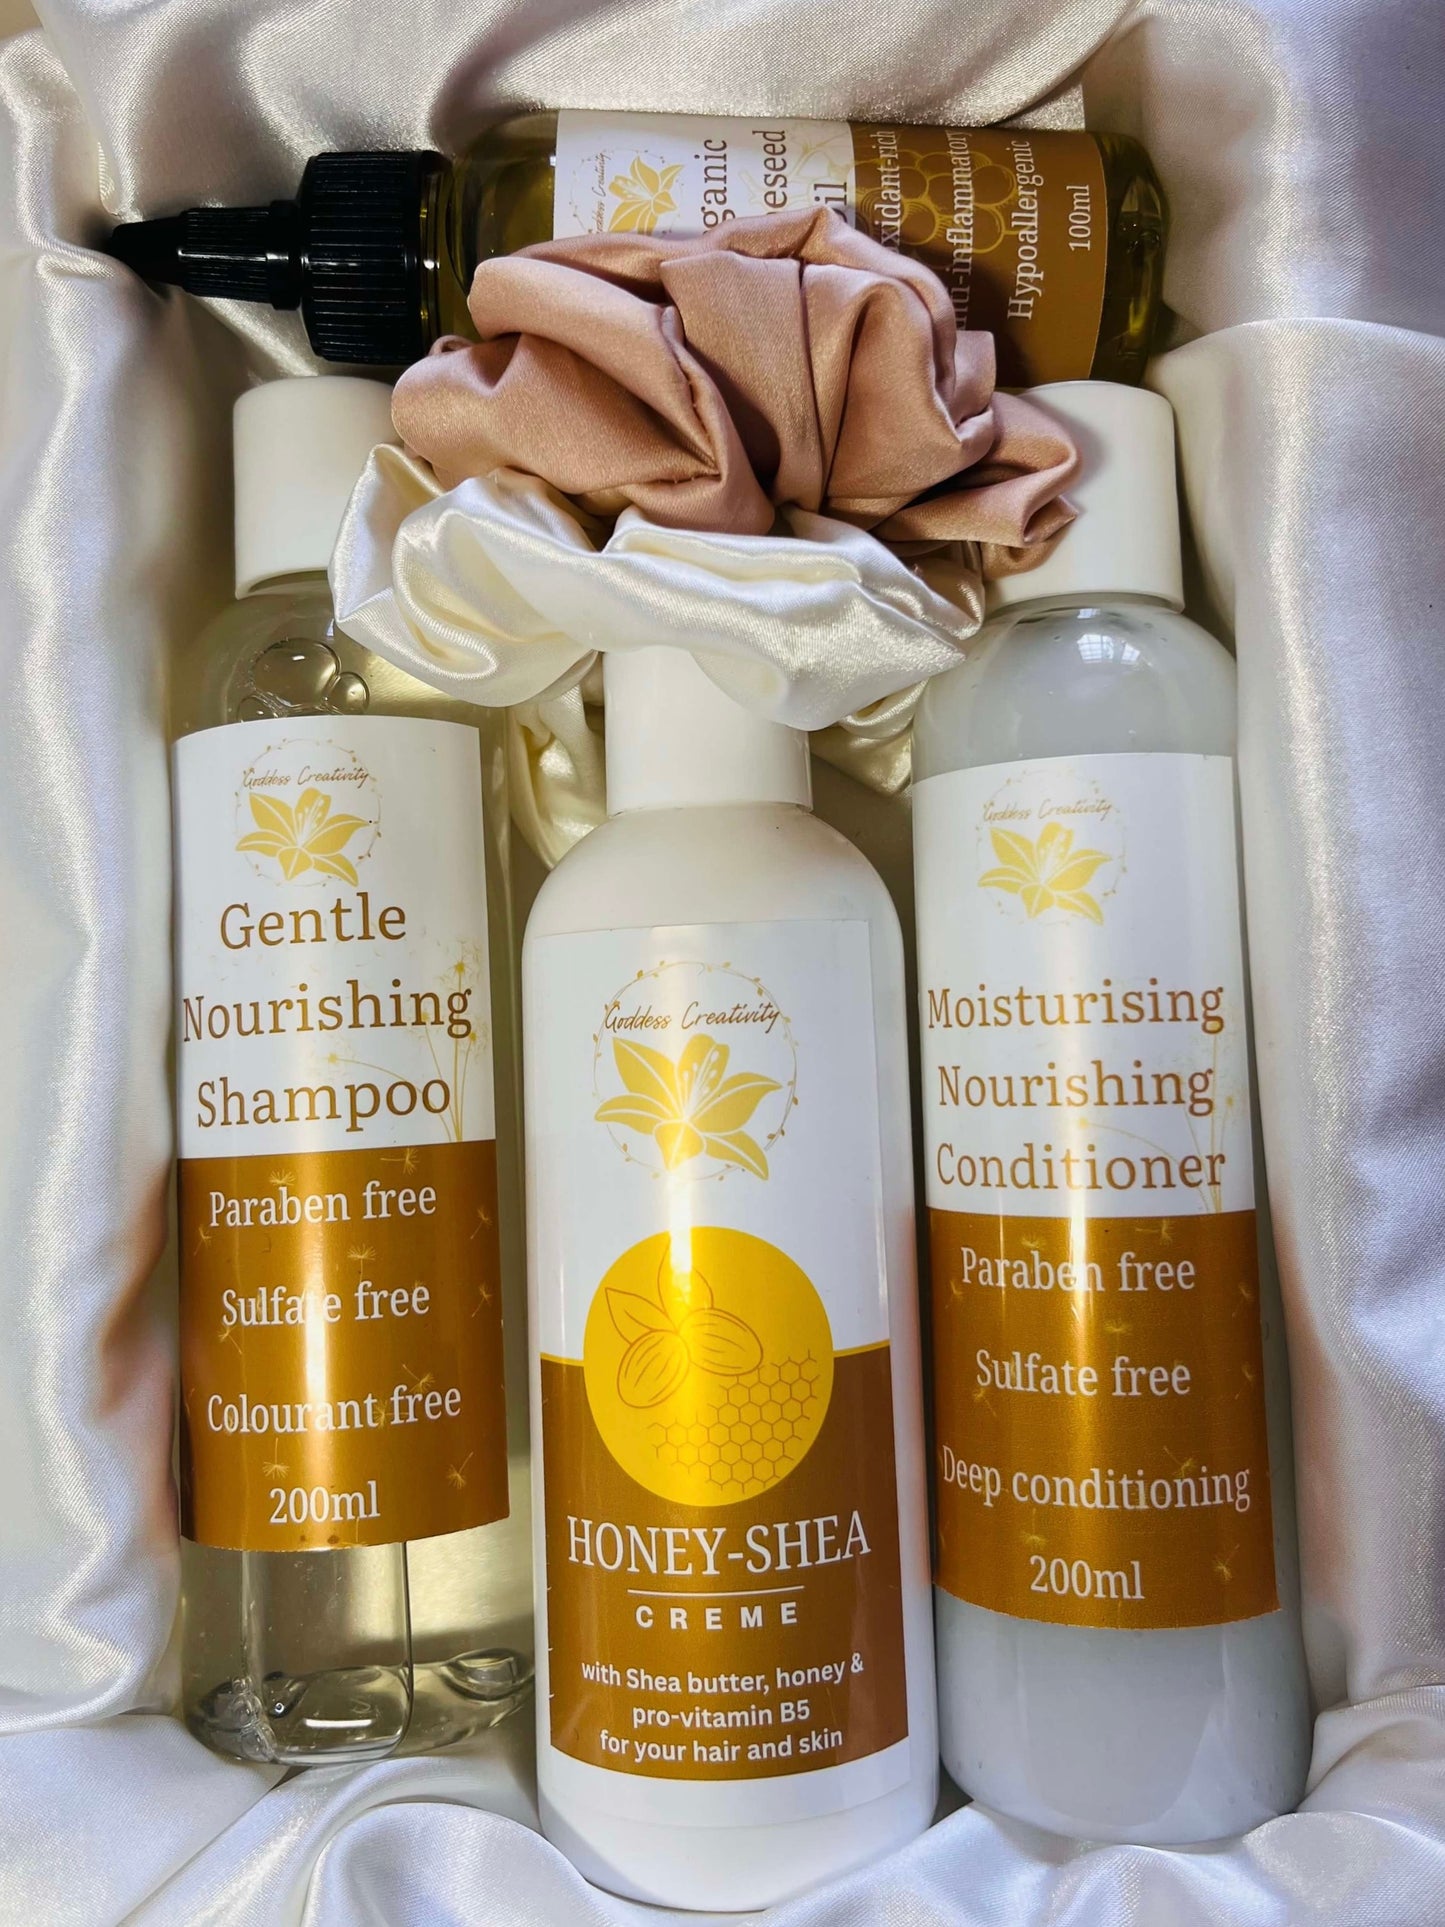 Hypoallergenic
100ml
Goddess Creativity
Gentle
Nourishing
Shampoo
Paraben free
Sulfate free
Colourant free
200ml
Goddess Creativity
HONEY-SHEA
CREME
with Shea butter, honey &
pro-vitamin B5
for your hair and skin
Goddess Creativity
Moisturising
Nourishing
Conditioner
Paraben free
Sulfate free
Deep conditioning
200ml